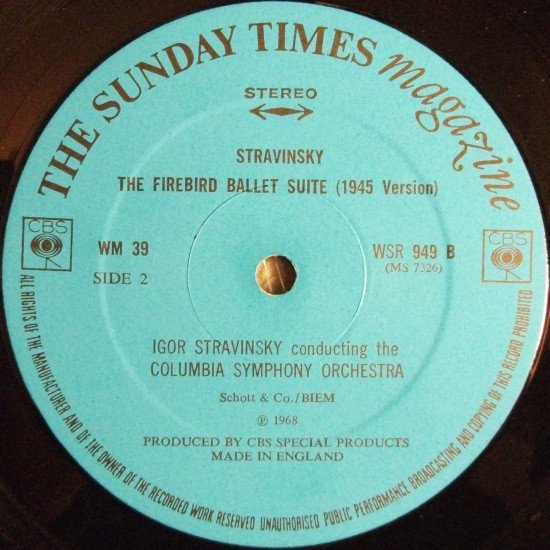 THE SUNDAY TIMES magazine
STEREO
STRAVINSKY
THE FIREBIRD BALLET SUITE (1945 Version)
CBS
CBS
WM 39
WSR 949 B
SIDE 2
(MS 7326)
IGOR STRAVINSKY conducting the
COLUMBIA SYMPHONY ORCHESTRA
Schott & Co./BIEM
℗ 1968
PRODUCED BY CBS SPECIAL PRODUCTS
MADE IN ENGLAND
ALL RIGHTS OF THE MANUFACTURER AND OF THE OWNER OF THE RECORDED WORK RESERVED UNAUTHORISED PUBLIC PERFORMANCE BROADCASTING AND COPYING OF THIS RECORD PROHIBITED